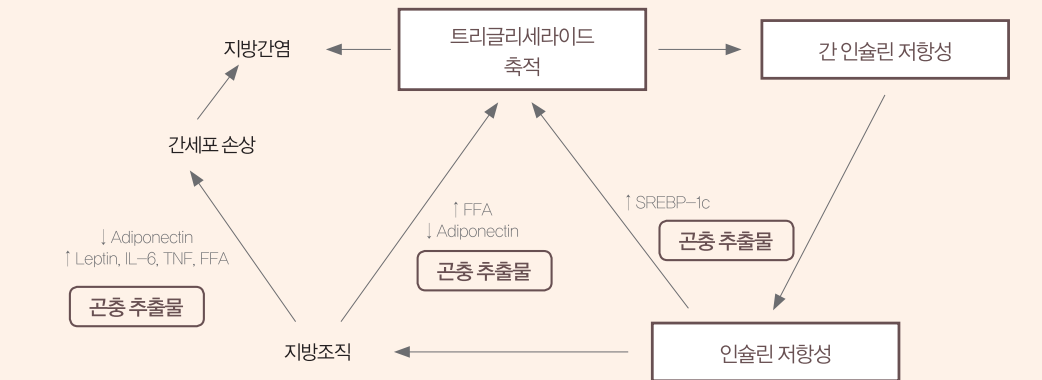 지방간염
트리글리세라이드
축적
간 인슐린 저항성
간세포 손상
↑ SREBP-1c
곤충 추출물
↑ FFA
↓ Adiponectin
곤충 추출물
↓ Adiponectin
↑ Leptin, IL-6, TNF, FFA
곤충 추출물
지방조직
인슐린 저항성